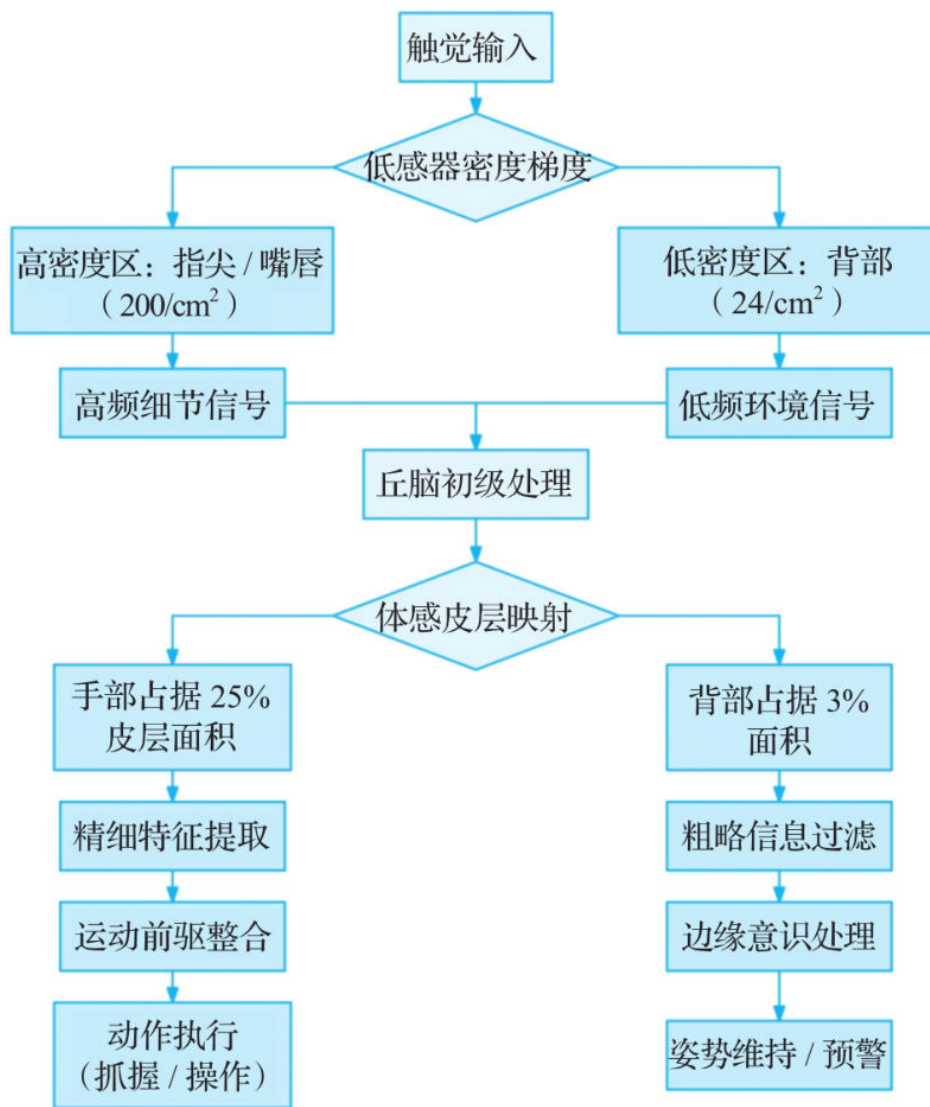 触觉输入
低感器密度梯度
高密度区：指尖 / 嘴唇
（200/cm²）
低密度区：背部
（24/cm²）
高频细节信号
低频环境信号
丘脑初级处理
体感皮层映射
手部占据 25%
皮层面积
背部占据 3%
面积
精细特征提取
粗略信息过滤
运动前驱整合
边缘意识处理
动作执行
（抓握 / 操作）
姿势维持 / 预警